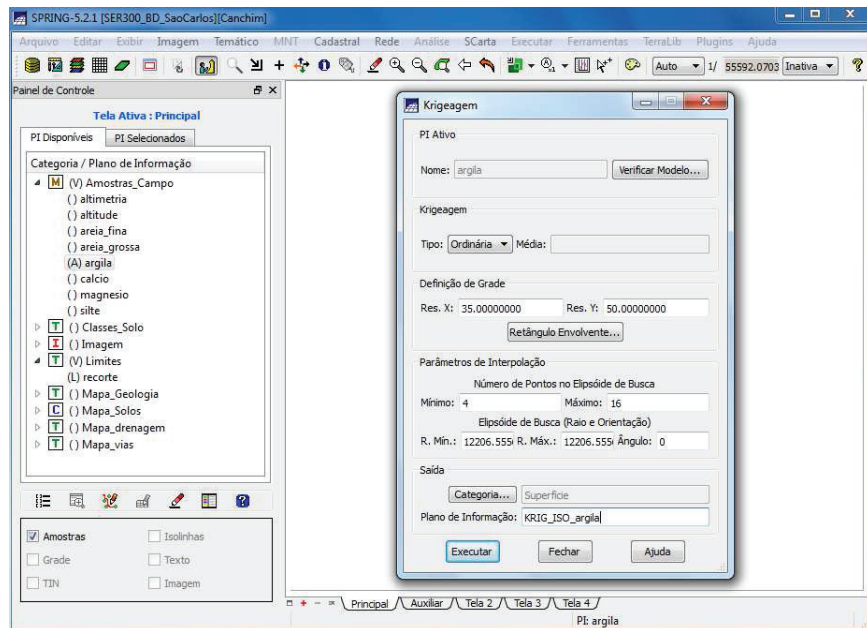 SPRING-5.2.1 [SER300_BD_SaoCarlos][Canchim]
Arquivo Editar Exibir Imagem Temático MNT Cadastral Rede Análise SCarta Executar Ferramentas TerraLib Plugins Ajuda
Auto 1/ 55592.0703 Inativa
Painel de Controle
Tela Ativa : Principal
PI Disponíveis PI Selecionados
Categoria / Plano de Informação
M (V) Amostras_Campo
() altimetria
() altitude
() areia_fina
() areia_grossa
(A) argila
() calcio
() magnesio
() silte
T () Classes_Solo
I () Imagem
T (V) Limites
(L) recorte
T () Mapa_Geologia
C () Mapa_Solos
T () Mapa_drenagem
T () Mapa_vias
Amostras Isolinhas
Grade Texto
TIN Imagem
Krigeagem
PI Ativo
Nome: argila Verificar Modelo...
Krigeagem
Tipo: Ordinária Média:
Definição de Grade
Res. X: 35.00000000 Res. Y: 50.00000000
Retângulo Envolvente...
Parâmetros de Interpolação
Número de Pontos no Elipsóide de Busca
Mínimo: 4 Máximo: 16
Elipsóide de Busca (Raio e Orientação)
R. Mín.: 12206.555 R. Máx.: 12206.555 Ângulo: 0
Saída
Categoria... Superficie
Plano de Informação: KRIG_ISO_argila
Executar Fechar Ajuda
Principal Auxiliar Tela 2 Tela 3 Tela 4
PI: argila